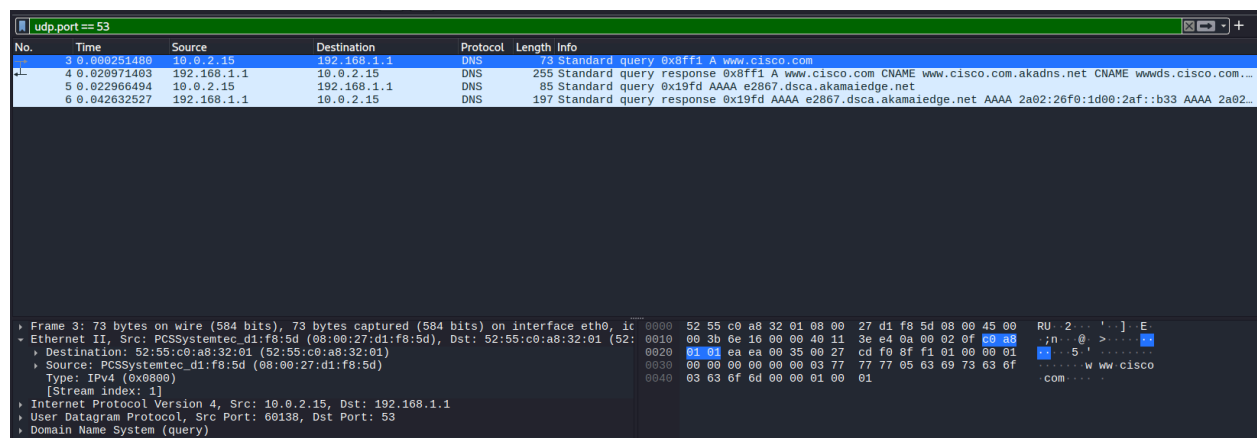 udp.port == 53
No. Time Source Destination Protocol Length Info
3 0.000251480 10.0.2.15 192.168.1.1 DNS 73 Standard query 0x8ff1 A www.cisco.com
4 0.020971403 192.168.1.1 10.0.2.15 DNS 255 Standard query response 0x8ff1 A www.cisco.com CNAME www.cisco.com.akadns.net CNAME wwwds.cisco.com.…
5 0.022966494 10.0.2.15 192.168.1.1 DNS 85 Standard query 0x19fd AAAA e2867.dsca.akamaiedge.net
6 0.042632527 192.168.1.1 10.0.2.15 DNS 197 Standard query response 0x19fd AAAA e2867.dsca.akamaiedge.net AAAA 2a02:26f0:1d00:2af::b33 AAAA 2a02…
Frame 3: 73 bytes on wire (584 bits), 73 bytes captured (584 bits) on interface eth0, ic
Ethernet II, Src: PCSSystemtec_d1:f8:5d (08:00:27:d1:f8:5d), Dst: 52:55:c0:a8:32:01 (52:
Destination: 52:55:c0:a8:32:01 (52:55:c0:a8:32:01)
Source: PCSSystemtec_d1:f8:5d (08:00:27:d1:f8:5d)
Type: IPv4 (0x0800)
[Stream index: 1]
Internet Protocol Version 4, Src: 10.0.2.15, Dst: 192.168.1.1
User Datagram Protocol, Src Port: 60138, Dst Port: 53
Domain Name System (query)
0000 52 55 c0 a8 32 01 08 00 27 d1 f8 5d 08 00 45 00 RU··2··· '··]··E·
0010 00 3b 6e 16 00 00 40 11 3e e4 0a 00 02 0f c0 a8 ·;n···@· >·······
0020 01 01 ea ea 00 35 00 27 cd f0 8f f1 01 00 00 01 ·····5·' ········
0030 00 00 00 00 00 00 03 77 77 77 05 63 69 73 63 6f ·······w ww·cisco
0040 03 63 6f 6d 00 00 01 00 01 ·com···· ·